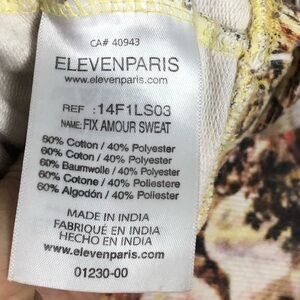 CA# 40943
ELEVENPARIS
www.elevenparis.com
REF :14F1LS03
NAME:FIX AMOUR SWEAT
60% Cotton / 40% Polyester
60% Coton / 40% Polyester
60% Baumwolle / 40% Polyester
60% Cotone / 40% Poliestere
60% Algodón / 40% Poliester
MADE IN INDIA
FABRIQUÉ EN INDIA
HECHO EN INDIA
www.elevenparis.com
01230-00